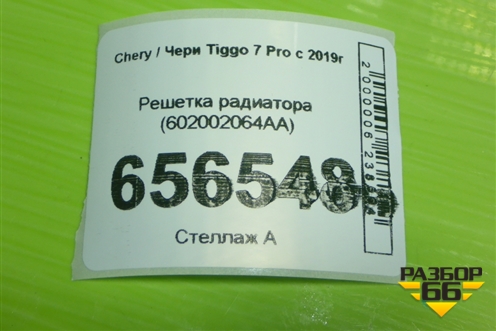 Chery / Чери Tiggo 7 Pro с 2019г
Решетка радиатора
(602002064AA)
656548
Стеллаж А
РАЗБОР
66